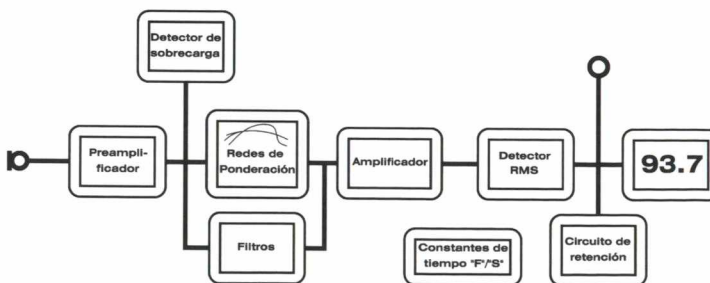 Detector de
sobrecarga
Preampli-
ficador
Redes de
Ponderación
Amplificador
Detector
RMS
93.7
Filtros
Constantes de
tiempo "F"/"S"
Circuito de
retención